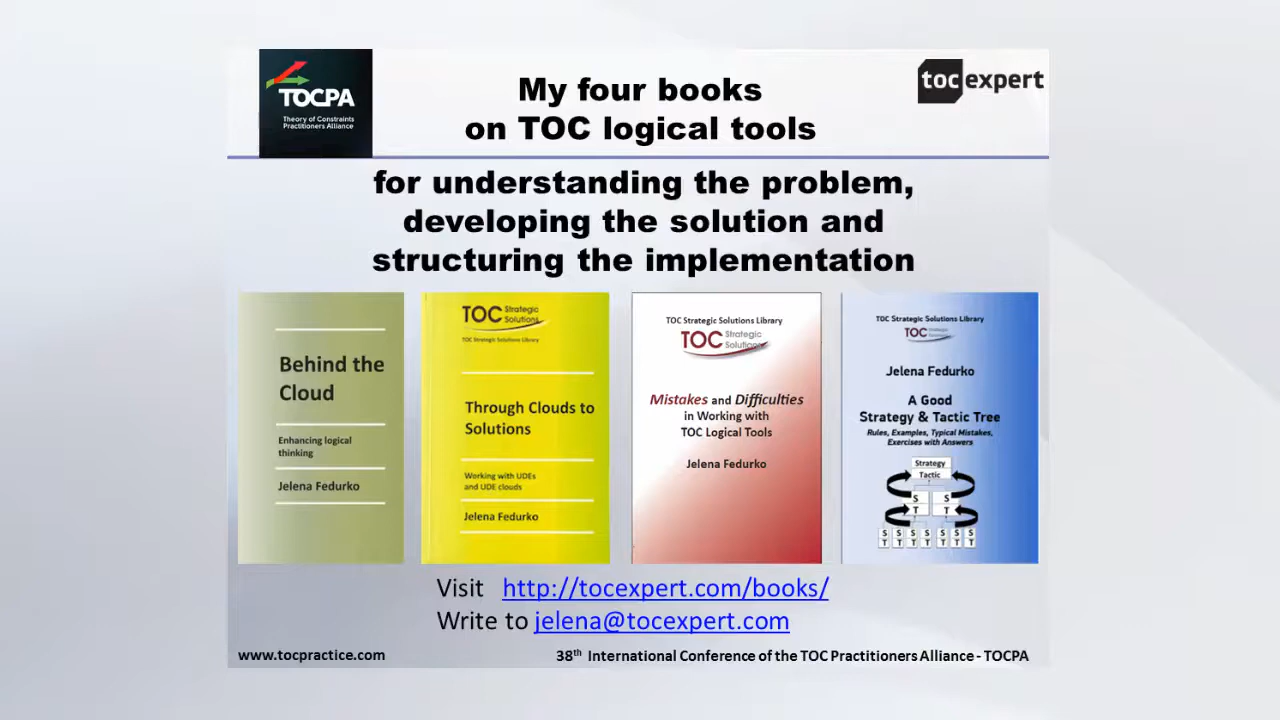 TOCPA
Theory of Constraints
Practitioners Alliance
tocexpert
My four books
on TOC logical tools
for understanding the problem,
developing the solution and
structuring the implementation
Behind the
Cloud
Enhancing logical
thinking
Jelena Fedurko
TOC Strategic
Solutions
TOC Strategic Solutions Library
Through Clouds to
Solutions
Working with UDEs
and UDE clouds
Jelena Fedurko
TOC Strategic Solutions Library
TOC Strategic
Solutions
Mistakes and Difficulties
in Working with
TOC Logical Tools
Jelena Fedurko
TOC Strategic Solutions Library
TOC Strategic
Solutions
Jelena Fedurko
A Good
Strategy & Tactic Tree
Rules, Examples, Typical Mistakes,
Exercises with Answers
Strategy
Tactic
S S
T T
S S S S S S S
T T T T T T T
Visit http://tocexpert.com/books/
Write to jelena@tocexpert.com
www.tocpractice.com
38th International Conference of the TOC Practitioners Alliance - TOCPA